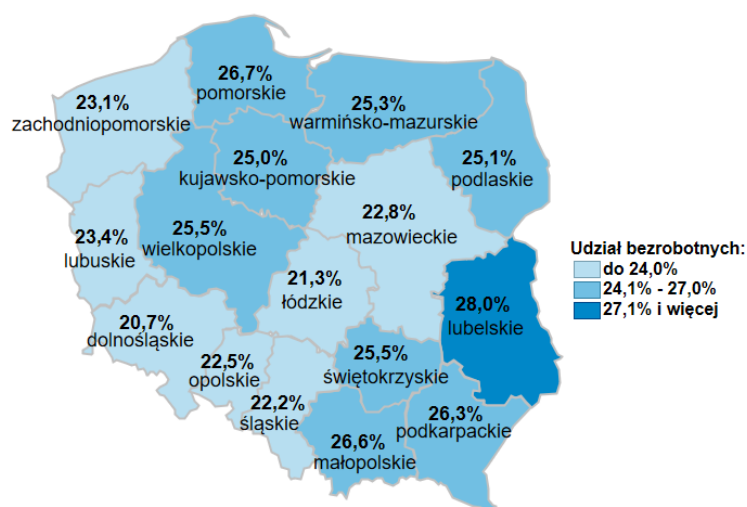 26,7%
pomorskie
23,1%
zachodniopomorskie
25,3%
warmińsko-mazurskie
25,0%
kujawsko-pomorskie
25,1%
podlaskie
22,8%
mazowieckie
23,4%
lubuskie
25,5%
wielkopolskie
21,3%
łódzkie
28,0%
lubelskie
20,7%
dolnośląskie
22,5%
opolskie
22,2%
śląskie
25,5%
świętokrzyskie
26,6%
małopolskie
26,3%
podkarpackie
Udział bezrobotnych:
do 24,0%
24,1% - 27,0%
27,1% i więcej